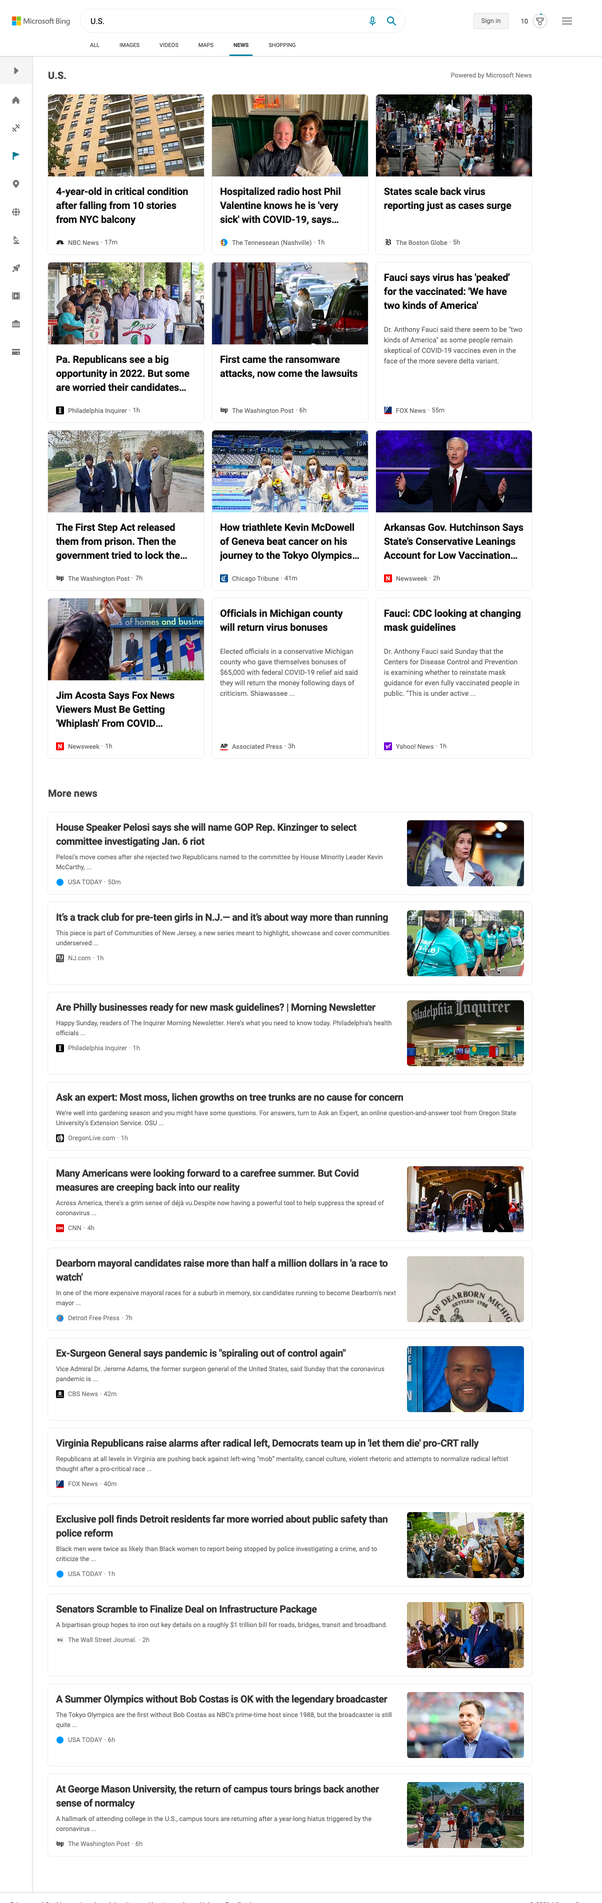 Microsoft Bing
U.S.
Sign in
10
ALL IMAGES VIDEOS MAPS NEWS SHOPPING
U.S.
Powered by Microsoft News
4-year-old in critical condition
after falling from 10 stories
from NYC balcony
NBC News · 17m
Hospitalized radio host Phil
Valentine knows he is 'very
sick' with COVID-19, says...
The Tennessean (Nashville) · 1h
States scale back virus
reporting just as cases surge
The Boston Globe · 5h
Pa. Republicans see a big
opportunity in 2022. But some
are worried their candidates...
Philadelphia Inquirer · 1h
First came the ransomware
attacks, now come the lawsuits
wp The Washington Post · 6h
Fauci says virus has 'peaked'
for the vaccinated: 'We have
two kinds of America'
Dr. Anthony Fauci said there seem to be "two
kinds of America" as some people remain
skeptical of COVID-19 vaccines even in the
face of the more severe delta variant.
FOX News · 55m
The First Step Act released
them from prison. Then the
government tried to lock the...
wp The Washington Post · 7h
TOK
How triathlete Kevin McDowell
of Geneva beat cancer on his
journey to the Tokyo Olympics...
Chicago Tribune · 41m
Arkansas Gov. Hutchinson Says
State's Conservative Leanings
Account for Low Vaccination...
N Newsweek · 2h
s of homes and busine
Jim Acosta Says Fox News
Viewers Must Be Getting
'Whiplash' From COVID...
N Newsweek · 1h
Officials in Michigan county
will return virus bonuses
Elected officials in a conservative Michigan
county who gave themselves bonuses of
$65,000 with federal COVID-19 relief aid said
they will return the money following days of
criticism. Shiawassee ...
AP Associated Press · 3h
Fauci: CDC looking at changing
mask guidelines
Dr. Anthony Fauci said Sunday that the
Centers for Disease Control and Prevention
is examining whether to reinstate mask
guidance for even fully vaccinated people in
public. "This is under active ...
Yahoo! News · 1h
More news
House Speaker Pelosi says she will name GOP Rep. Kinzinger to select
committee investigating Jan. 6 riot
Pelosi's move comes after she rejected two Republicans named to the committee by House Minority Leader Kevin
McCarthy, ...
USA TODAY · 50m
It's a track club for pre-teen girls in N.J.— and it's about way more than running
This piece is part of Communities of New Jersey, a new series meant to highlight, showcase and cover communities
underserved ...
NJ.com · 1h
Are Philly businesses ready for new mask guidelines? | Morning Newsletter
Happy Sunday, readers of The Inquirer Morning Newsletter. Here's what you need to know today. Philadelphia's health
officials ...
Philadelphia Inquirer · 1h
iladelphia Inquirer
Ask an expert: Most moss, lichen growths on tree trunks are no cause for concern
We're well into gardening season and you might have some questions. For answers, turn to Ask an Expert, an online question-and-answer tool from Oregon State
University's Extension Service. OSU ...
OregonLive.com · 1h
Many Americans were looking forward to a carefree summer. But Covid
measures are creeping back into our reality
Across America, there's a grim sense of déjà vu.Despite now having a powerful tool to help suppress the spread of
coronavirus ...
CNN CNN · 4h
Dearborn mayoral candidates raise more than half a million dollars in 'a race to
watch'
In one of the more expensive mayoral races for a suburb in memory, six candidates running to become Dearborn's next
mayor ...
Detroit Free Press · 7h
OF DEARBORN MICHIG
SETTLED 1786
Ex-Surgeon General says pandemic is "spiraling out of control again"
Vice Admiral Dr. Jerome Adams, the former surgeon general of the United States, said Sunday that the coronavirus
pandemic is ...
CBS News · 42m
Virginia Republicans raise alarms after radical left, Democrats team up in 'let them die' pro-CRT rally
Republicans at all levels in Virginia are pushing back against left-wing "mob" mentality, cancel culture, violent rhetoric and attempts to normalize radical leftist
thought after a pro-critical race ...
FOX News · 40m
Exclusive poll finds Detroit residents far more worried about public safety than
police reform
Black men were twice as likely than Black women to report being stopped by police investigating a crime, and to
criticize the ...
USA TODAY · 1h
Senators Scramble to Finalize Deal on Infrastructure Package
A bipartisan group hopes to iron out key details on a roughly $1 trillion bill for roads, bridges, transit and broadband.
WSJ The Wall Street Journal. · 2h
A Summer Olympics without Bob Costas is OK with the legendary broadcaster
The Tokyo Olympics are the first without Bob Costas as NBC's prime-time host since 1988, but the broadcaster is still
quite ...
USA TODAY · 6h
At George Mason University, the return of campus tours brings back another
sense of normalcy
A hallmark of attending college in the U.S., campus tours are returning after a year-long hiatus triggered by the
coronavirus ...
wp The Washington Post · 6h